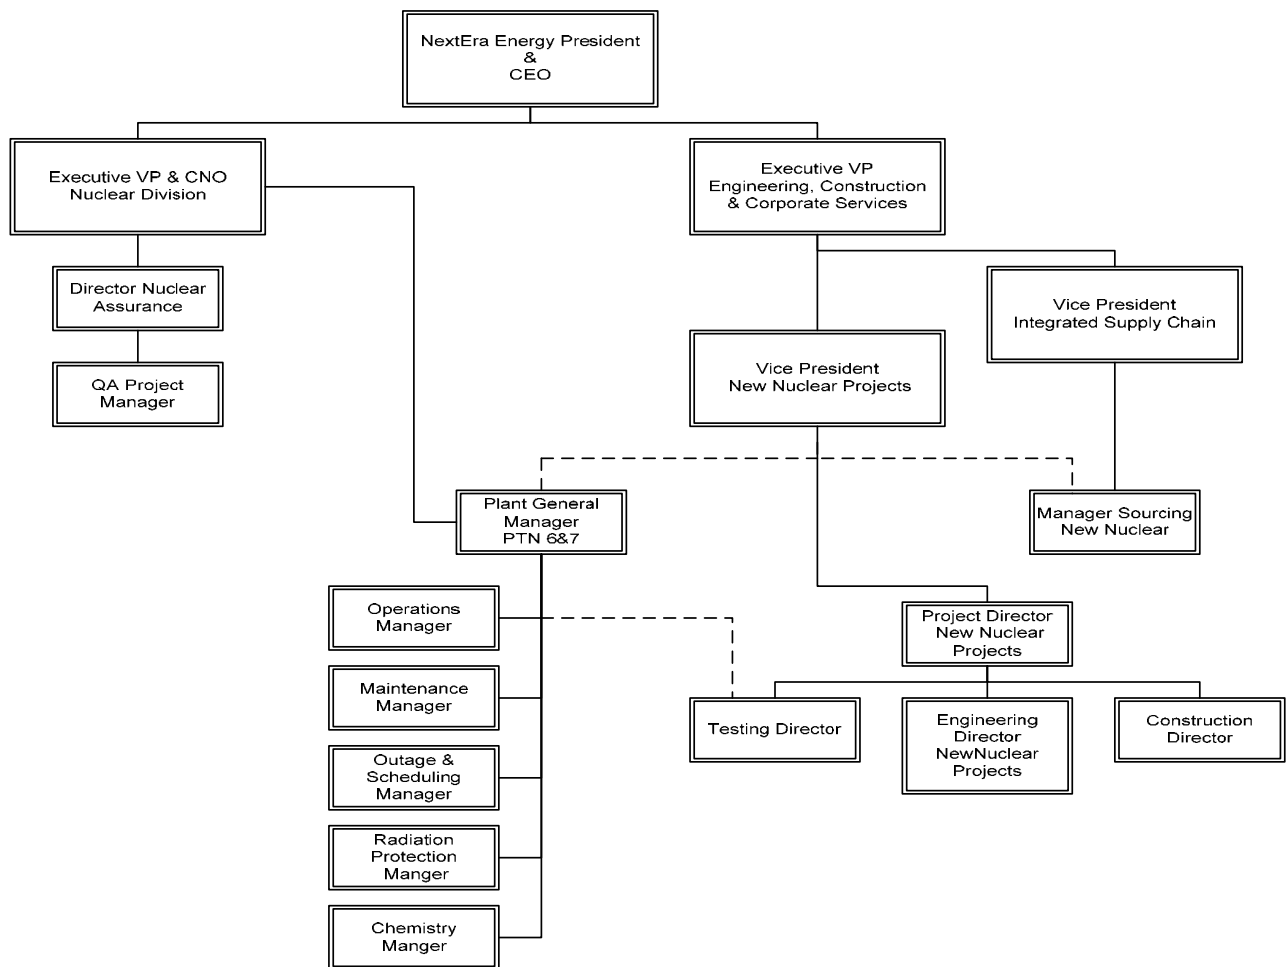 NextEra Energy President
&
CEO
Executive VP & CNO
Nuclear Division
Executive VP
Engineering, Construction
& Corporate Services
Director Nuclear
Assurance
Vice President
Integrated Supply Chain
QA Project
Manager
Vice President
New Nuclear Projects
Plant General
Manager
PTN 6&7
Manager Sourcing
New Nuclear
Operations
Manager
Project Director
New Nuclear
Projects
Maintenance
Manager
Testing Director
Engineering
Director
NewNuclear
Projects
Construction
Director
Outage &
Scheduling
Manager
Radiation
Protection
Manger
Chemistry
Manger